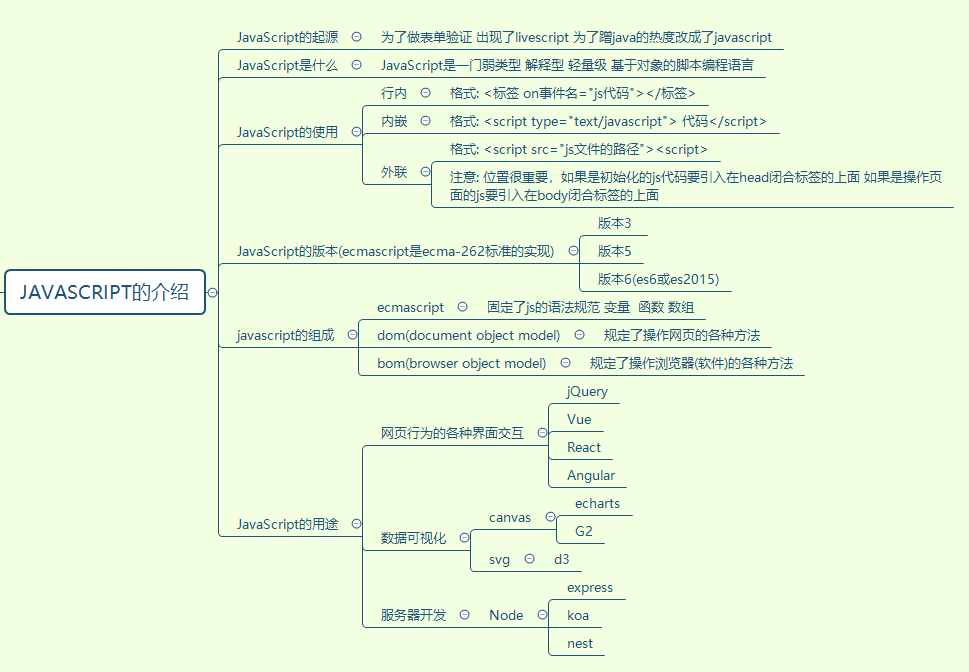 JAVASCRIPT的介绍
JavaScript的起源
为了做表单验证 出现了livescript 为了蹭java的热度改成了javascript
JavaScript是什么
JavaScript是一门弱类型 解释型 轻量级 基于对象的脚本编程语言
JavaScript的使用
行内
格式: <标签 on事件名="js代码"></标签>
内嵌
格式: <script type="text/javascript"> 代码</script>
外联
格式: <script src="js文件的路径"><script>
注意: 位置很重要，如果是初始化的js代码要引入在head闭合标签的上面 如果是操作页
面的js要引入在body闭合标签的上面
JavaScript的版本(ecmascript是ecma-262标准的实现)
版本3
版本5
版本6(es6或es2015)
javascript的组成
ecmascript
固定了js的语法规范 变量 函数 数组
dom(document object model)
规定了操作网页的各种方法
bom(browser object model)
规定了操作浏览器(软件)的各种方法
JavaScript的用途
网页行为的各种界面交互
jQuery
Vue
React
Angular
数据可视化
canvas
echarts
G2
svg
d3
服务器开发
Node
express
koa
nest